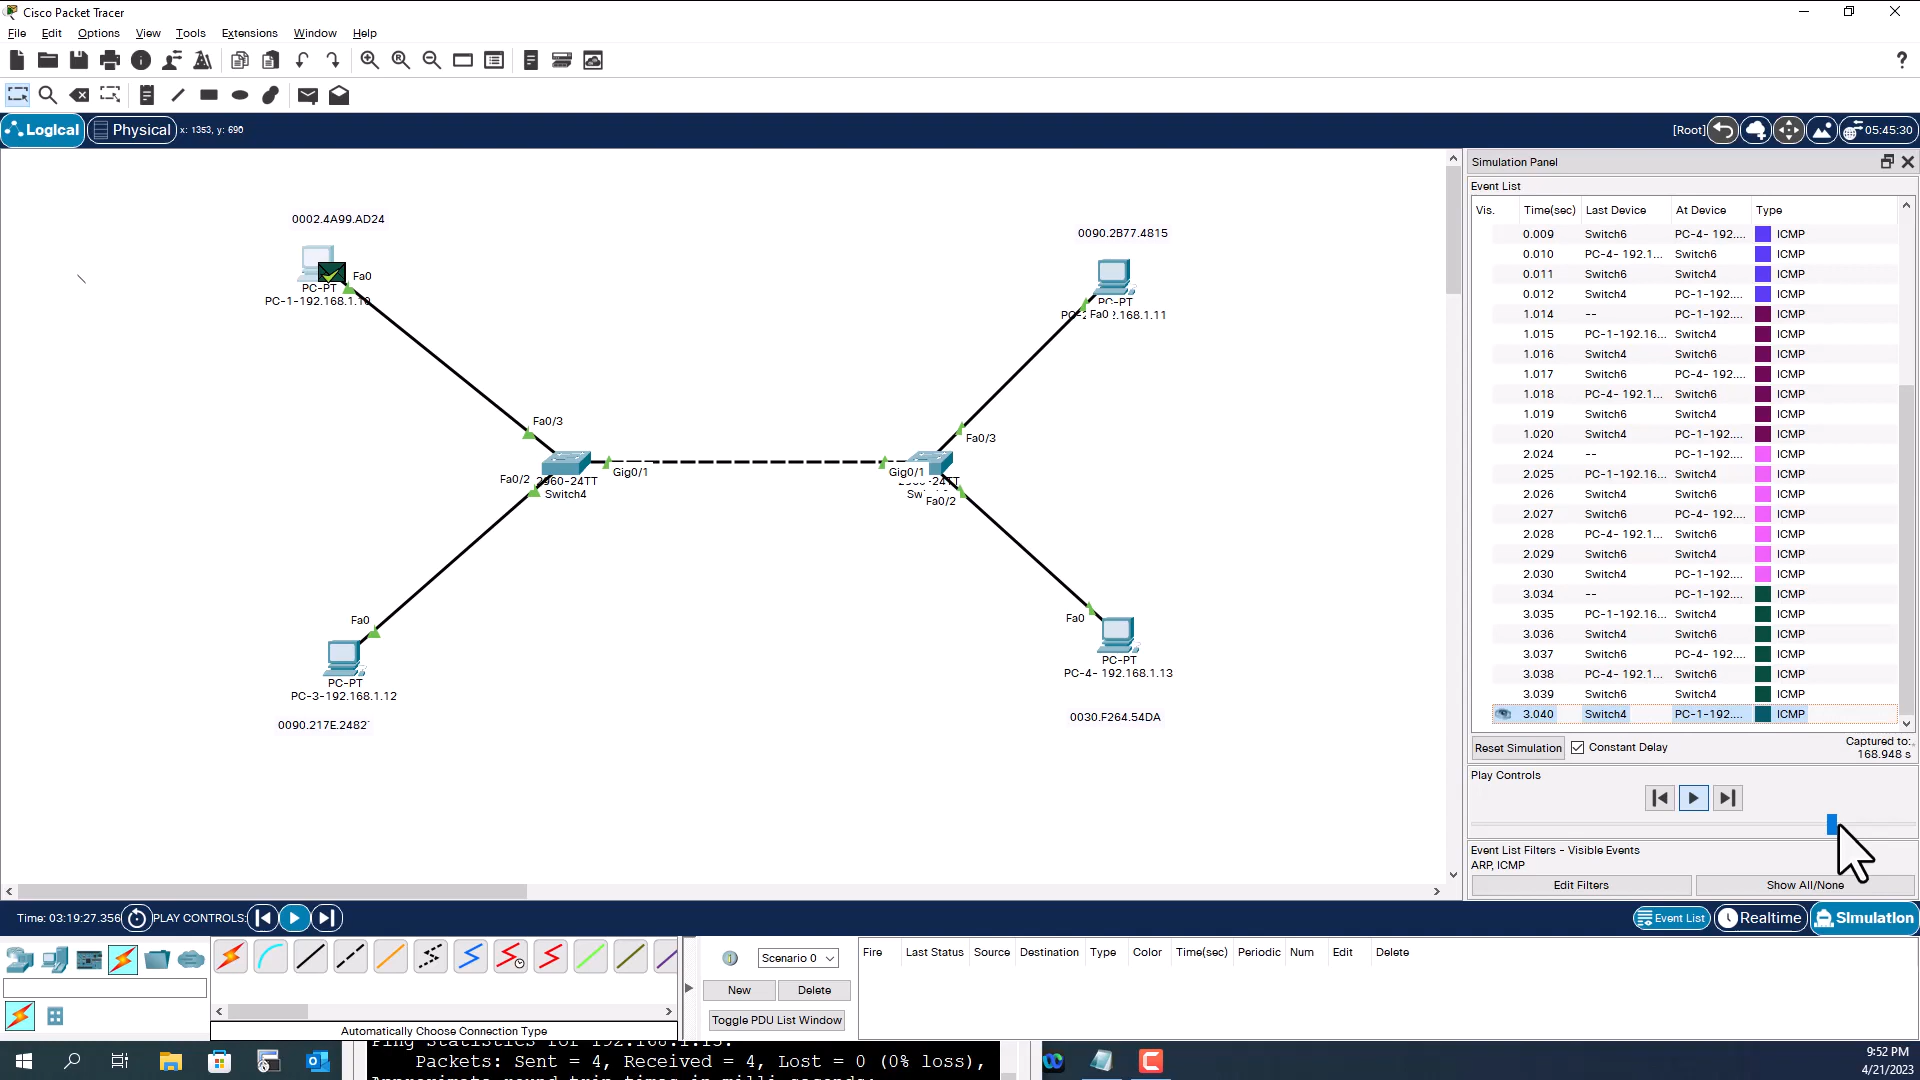 Cisco Packet Tracer
File Edit Options View Tools Extensions Window Help
Logical Physical x: 1353, y: 690 [Root] 05:45:30
Simulation Panel
Event List
Vis. Time(sec) Last Device At Device Type
0.009 Switch6 PC-4- 192.... ICMP
0.010 PC-4- 192.1... Switch6 ICMP
0.011 Switch6 Switch4 ICMP
0.012 Switch4 PC-1-192.... ICMP
1.014 -- PC-1-192.... ICMP
1.015 PC-1-192.16... Switch4 ICMP
1.016 Switch4 Switch6 ICMP
1.017 Switch6 PC-4- 192.... ICMP
1.018 PC-4- 192.1... Switch6 ICMP
1.019 Switch6 Switch4 ICMP
1.020 Switch4 PC-1-192.... ICMP
2.024 -- PC-1-192.... ICMP
2.025 PC-1-192.16... Switch4 ICMP
2.026 Switch4 Switch6 ICMP
2.027 Switch6 PC-4- 192.... ICMP
2.028 PC-4- 192.1... Switch6 ICMP
2.029 Switch6 Switch4 ICMP
2.030 Switch4 PC-1-192.... ICMP
3.034 -- PC-1-192.... ICMP
3.035 PC-1-192.16... Switch4 ICMP
3.036 Switch4 Switch6 ICMP
3.037 Switch6 PC-4- 192.... ICMP
3.038 PC-4- 192.1... Switch6 ICMP
3.039 Switch6 Switch4 ICMP
3.040 Switch4 PC-1-192.... ICMP
Reset Simulation Constant Delay Captured to:
168.948 s
Play Controls
Event List Filters - Visible Events
ARP, ICMP
Edit Filters Show All/None
0002.4A99.AD24
Fa0
PC-PT
PC-1-192.168.1.10
0090.2B77.4815
PC-PT
Fa0 .168.1.11
Fa0/3
Fa0/3
Fa0/2 Gig0/1
2960-24TT
Switch4
Gig0/1
Fa0/2
Fa0
PC-PT
PC-3-192.168.1.12
0090.217E.2482
Fa0
PC-PT
PC-4- 192.168.1.13
0030.F264.54DA
Time: 03:19:27.356 PLAY CONTROLS: Event List Realtime Simulation
Scenario 0
New Delete
Toggle PDU List Window
Fire Last Status Source Destination Type Color Time(sec) Periodic Num Edit Delete
Automatically Choose Connection Type
Packets: Sent = 4, Received = 4, Lost = 0 (0% loss),
9:52 PM
4/21/2023